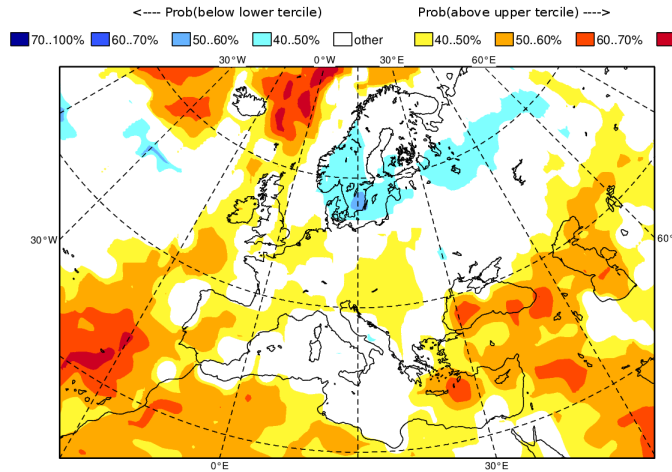 <---- Prob(below lower tercile) Prob(above upper tercile) ---->
70..100% 60..70% 50..60% 40..50% other 40..50% 50..60% 60..70%
30°W 0°W 30°E 60°E
30°W 60°
0°E 30°E